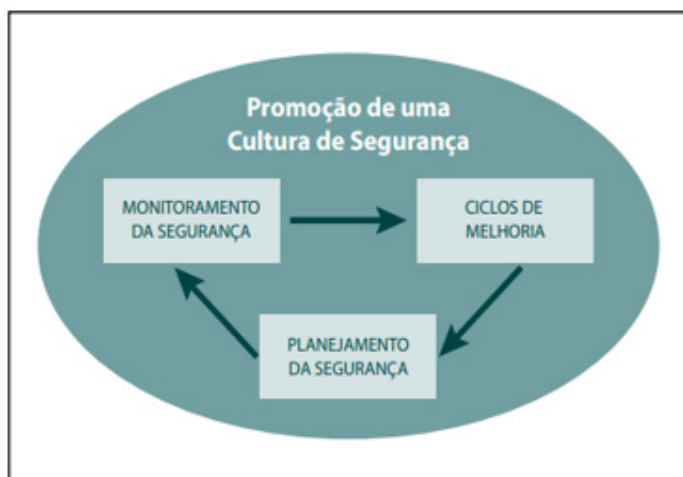 Promoção de uma
Cultura de Segurança
MONITORAMENTO
DA SEGURANÇA
CICLOS DE
MELHORIA
PLANEJAMENTO
DA SEGURANÇA